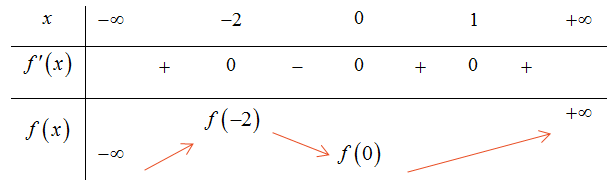 x −∞ −2 0 1 +∞
f′(x) + 0 − 0 + 0 +
f(x) −∞ f(−2) f(0) +∞